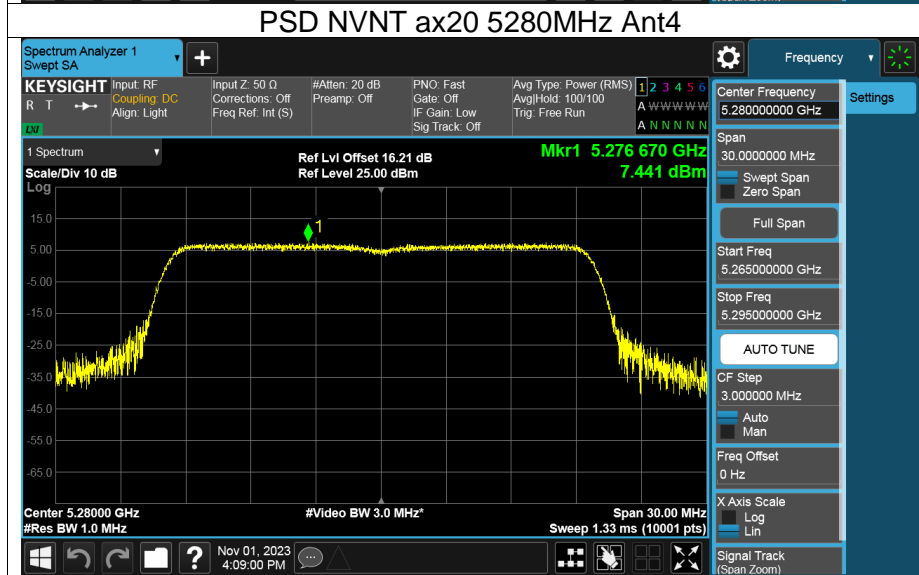 (Span Zoom)
PSD NVNT ax20 5280MHz Ant4
Spectrum Analyzer 1
Swept SA
+
Frequency
KEYSIGHT
R T
LXI
Input: RF
Coupling: DC
Align: Light
Input Z: 50 Ω
Corrections: Off
Freq Ref: Int (S)
#Atten: 20 dB
Preamp: Off
PNO: Fast
Gate: Off
IF Gain: Low
Sig Track: Off
Avg Type: Power (RMS)
Avg|Hold: 100/100
Trig: Free Run
1 2 3 4 5 6
A W W W W W
A N N N N N
1 Spectrum
Scale/Div 10 dB
Log
Ref Lvl Offset 16.21 dB
Ref Level 25.00 dBm
Mkr1 5.276 670 GHz
7.441 dBm
1
15.0
5.00
-5.00
-15.0
-25.0
-35.0
-45.0
-55.0
-65.0
Center 5.28000 GHz
#Res BW 1.0 MHz
#Video BW 3.0 MHz*
Span 30.00 MHz
Sweep 1.33 ms (10001 pts)
?
Nov 01, 2023
4:09:00 PM
Center Frequency
5.280000000 GHz
Settings
Span
30.0000000 MHz
Swept Span
Zero Span
Full Span
Start Freq
5.265000000 GHz
Stop Freq
5.295000000 GHz
AUTO TUNE
CF Step
3.000000 MHz
Auto
Man
Freq Offset
0 Hz
X Axis Scale
Log
Lin
Signal Track
(Span Zoom)